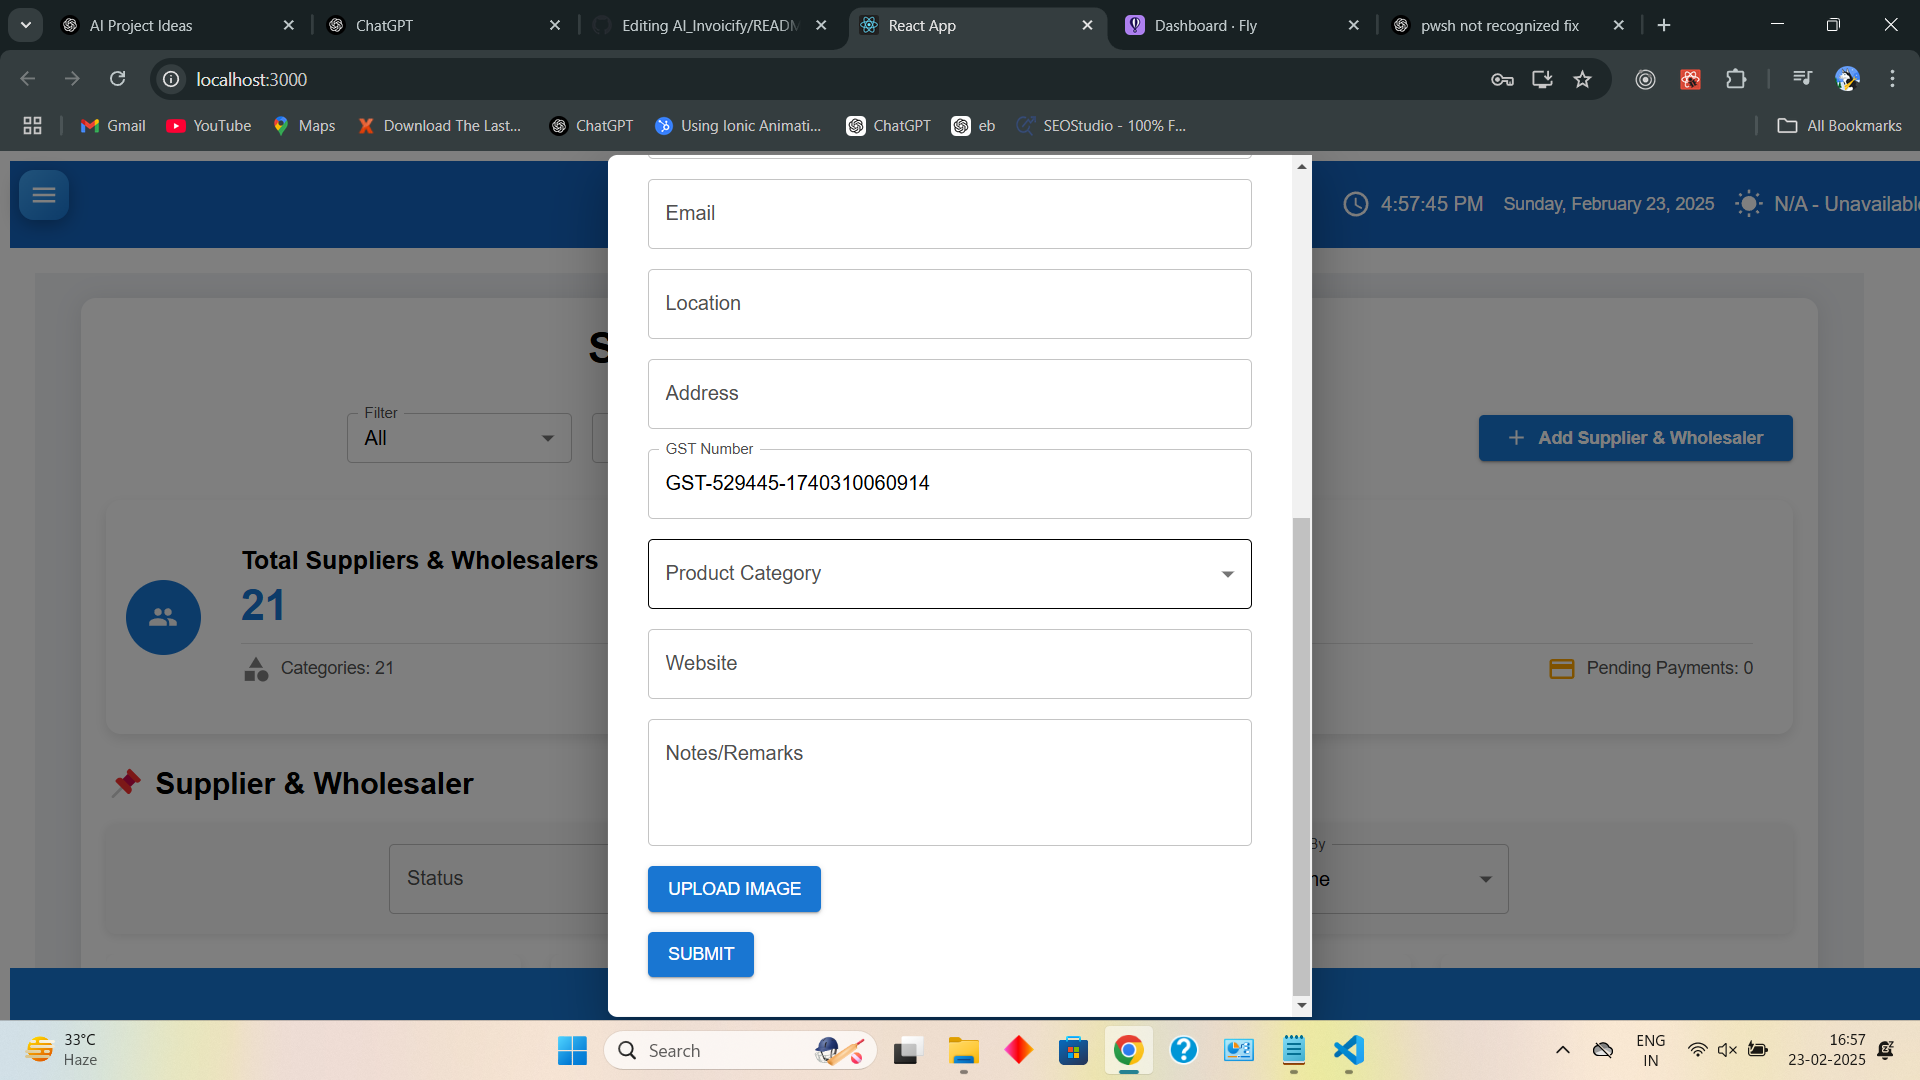 AI Project Ideas
ChatGPT
Editing AI_Invoicify/READM
React App
Dashboard · Fly
pwsh not recognized fix
localhost:3000
Gmail
YouTube
Maps
Download The Last...
ChatGPT
Using Ionic Animati...
ChatGPT
eb
SEOStudio - 100% F...
All Bookmarks
4:57:45 PM
Sunday, February 23, 2025
N/A - Unavailable
Email
Location
S
Address
Filter
All
Add Supplier & Wholesaler
GST Number
GST-529445-1740310060914
Total Suppliers & Wholesalers
21
Product Category
Categories: 21
Website
Pending Payments: 0
Notes/Remarks
Supplier & Wholesaler
Status
By
me
UPLOAD IMAGE
SUBMIT
33°C
Haze
Search
ENG
IN
16:57
23-02-2025